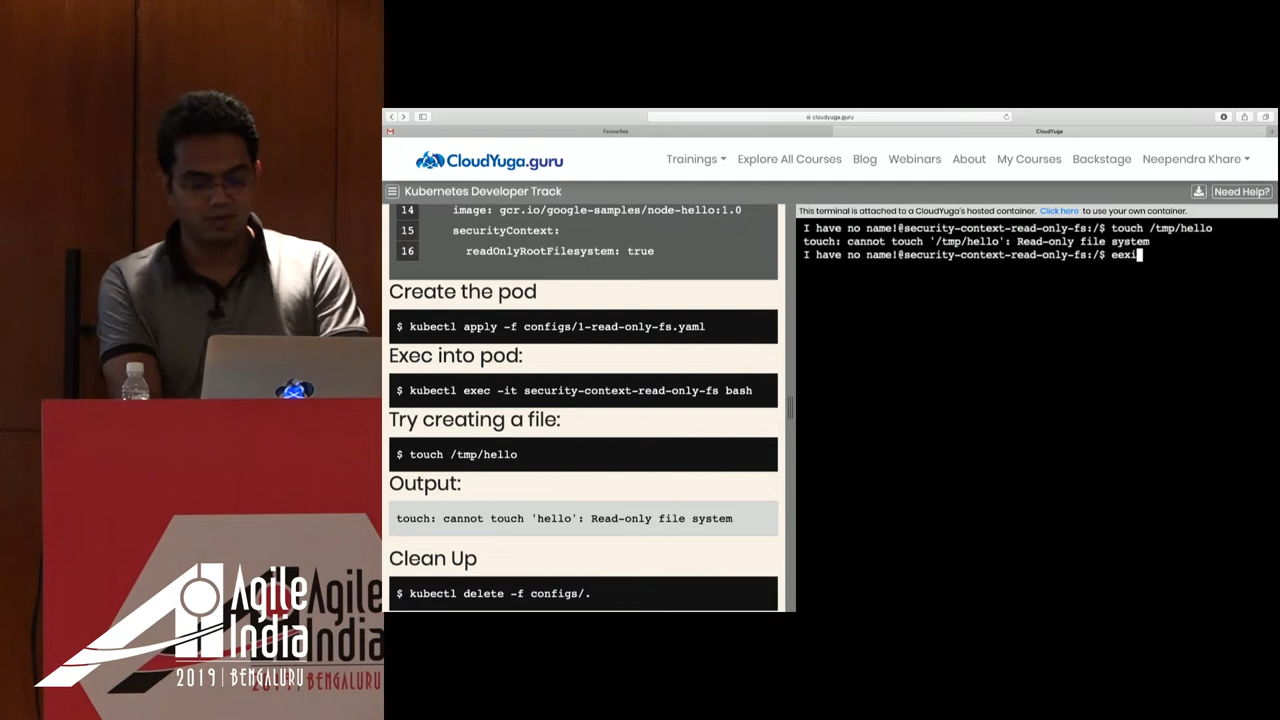 cloudyuga.guru
Favourites
CloudYuga
CloudYuga.guru
Trainings
Explore All Courses
Blog
Webinars
About
My Courses
Backstage
Neependra Khare
Kubernetes Developer Track
Need Help?
14 image: gcr.io/google-samples/node-hello:1.0
15 securityContext:
16 readOnlyRootFilesystem: true
Create the pod
$ kubectl apply -f configs/1-read-only-fs.yaml
Exec into pod:
$ kubectl exec -it security-context-read-only-fs bash
Try creating a file:
$ touch /tmp/hello
Output:
touch: cannot touch 'hello': Read-only file system
Clean Up
$ kubectl delete -f configs/.
This terminal is attached to a CloudYuga's hosted container. Click here to use your own container.
I have no name!@security-context-read-only-fs:/$ touch /tmp/hello
touch: cannot touch '/tmp/hello': Read-only file system
I have no name!@security-context-read-only-fs:/$ eexi
Agile
India
2019 | BENGALURU
Agile
India
BENGALURU